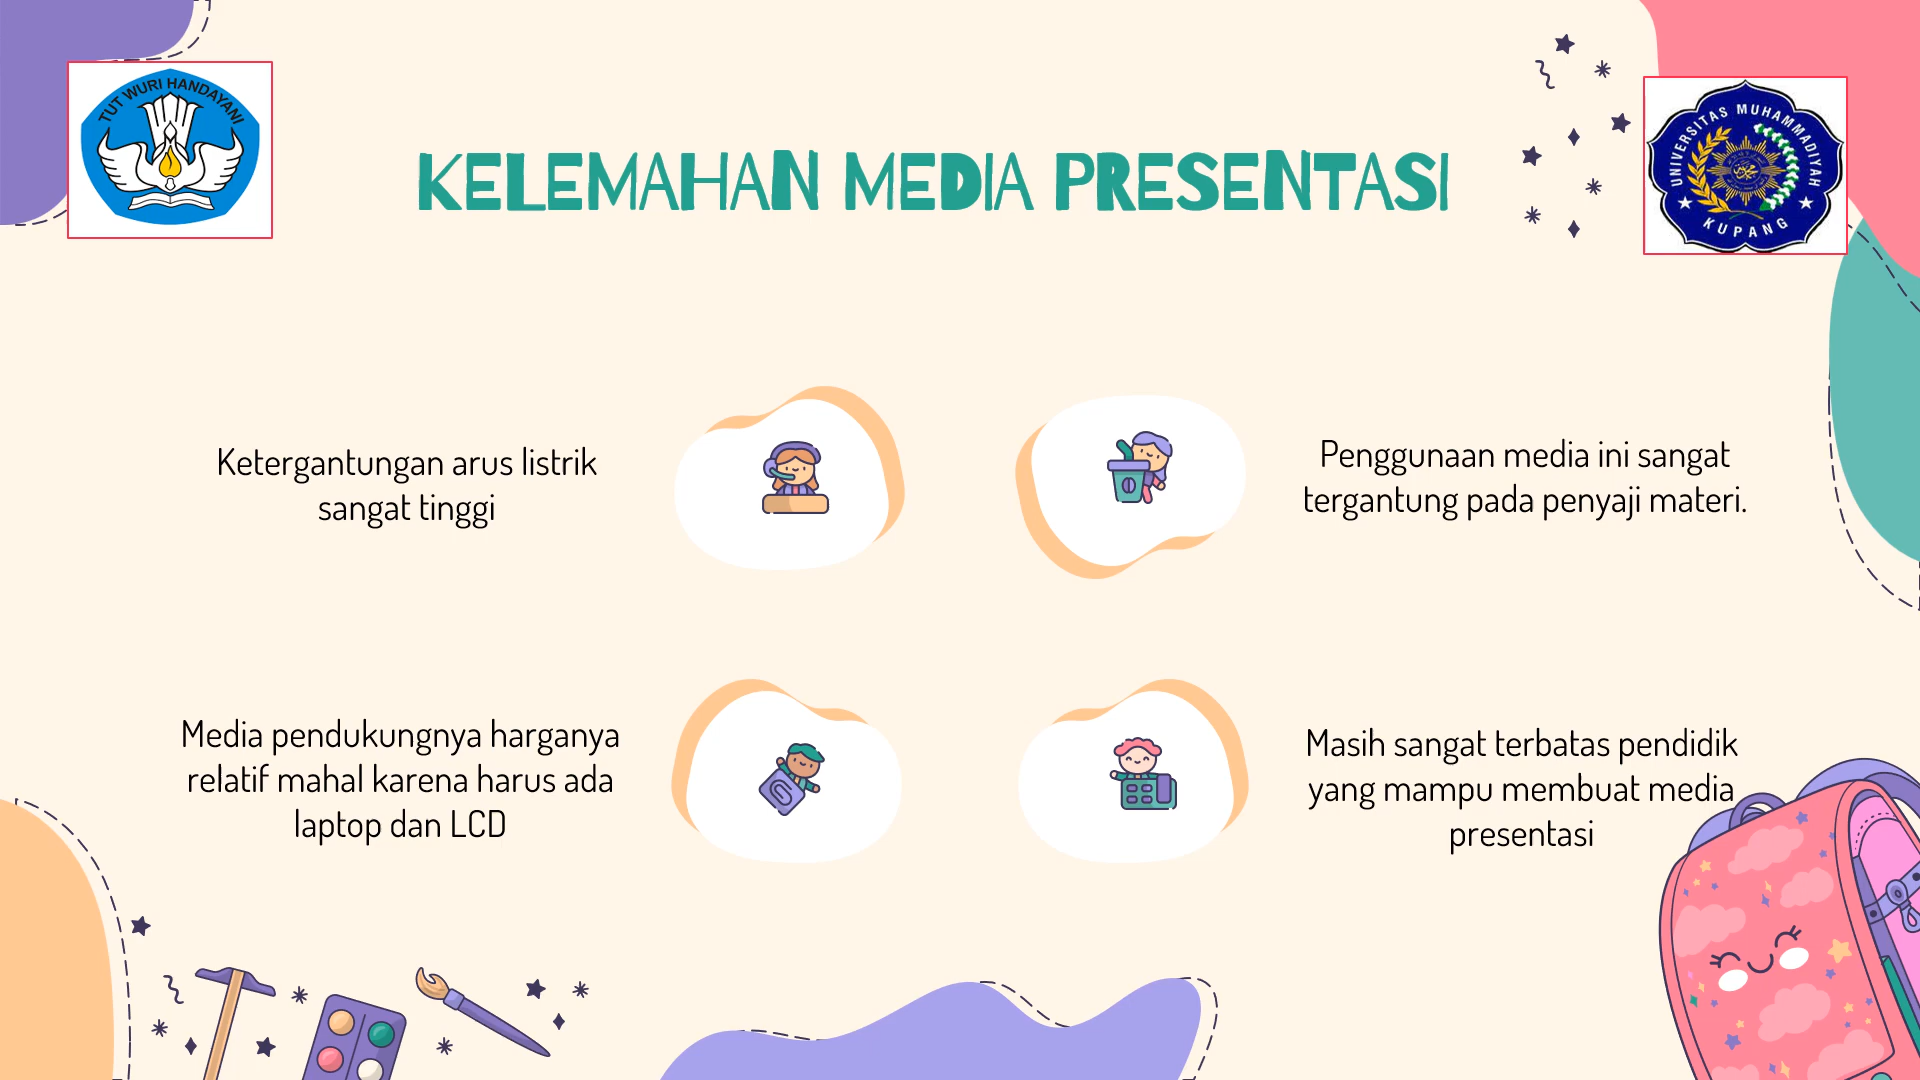 TUT WURI HANDAYANI
UNIVERSITAS MUHAMMADIYAH
KUPANG
KELEMAHAN MEDIA PRESENTASI
Ketergantungan arus listrik
sangat tinggi
Penggunaan media ini sangat
tergantung pada penyaji materi.
Media pendukungnya harganya
relatif mahal karena harus ada
laptop dan LCD
Masih sangat terbatas pendidik
yang mampu membuat media
presentasi